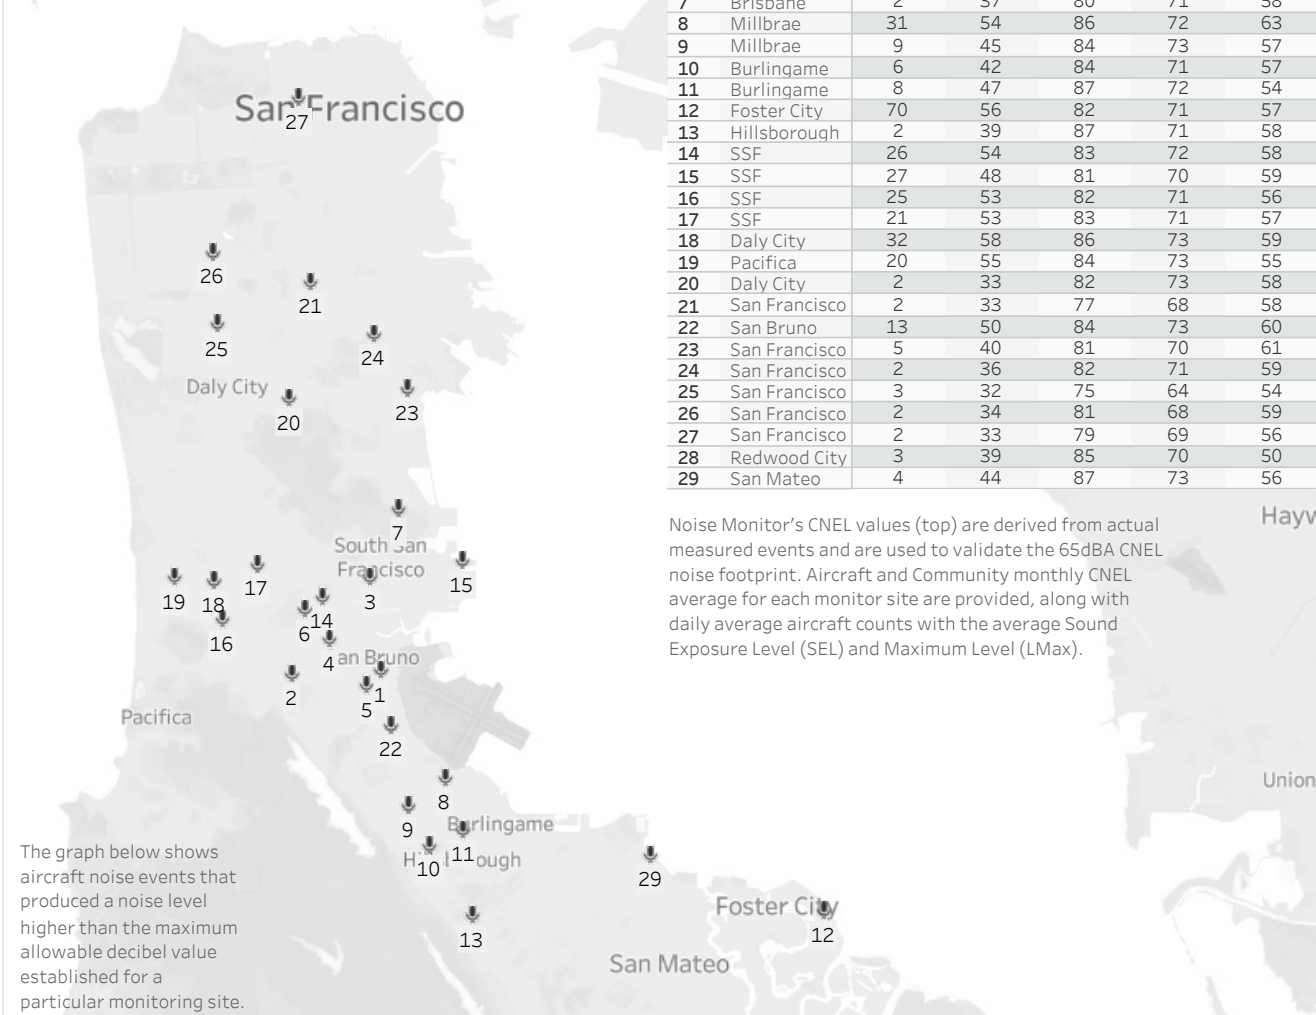 7 Brisbane 2 37 80 71 58
8 Millbrae 31 54 86 72 63
9 Millbrae 9 45 84 73 57
10 Burlingame 6 42 84 71 57
11 Burlingame 8 47 87 72 54
12 Foster City 70 56 82 71 57
13 Hillsborough 2 39 87 71 58
14 SSF 26 54 83 72 58
15 SSF 27 48 81 70 59
16 SSF 25 53 82 71 56
17 SSF 21 53 83 71 57
18 Daly City 32 58 86 73 59
19 Pacifica 20 55 84 73 55
20 Daly City 2 33 82 73 58
21 San Francisco 2 33 77 68 58
22 San Bruno 13 50 84 73 60
23 San Francisco 5 40 81 70 61
24 San Francisco 2 36 82 71 59
25 San Francisco 3 32 75 64 54
26 San Francisco 2 34 81 68 59
27 San Francisco 2 33 79 69 56
28 Redwood City 3 39 85 70 50
29 San Mateo 4 44 87 73 56
Noise Monitor's CNEL values (top) are derived from actual
measured events and are used to validate the 65dBA CNEL
noise footprint. Aircraft and Community monthly CNEL
average for each monitor site are provided, along with
daily average aircraft counts with the average Sound
Exposure Level (SEL) and Maximum Level (LMax).
San Francisco
27
26
21
25
24
Daly City
20
23
7
South San
Francisco
15
17
19
18
3
14
6
16
4
an Bruno
1
2
5
Pacifica
22
8
9
Burlingame
11
10
ough
29
13
Foster City
12
San Mateo
Hayw
Union
The graph below shows
aircraft noise events that
produced a noise level
higher than the maximum
allowable decibel value
established for a
particular monitoring site.